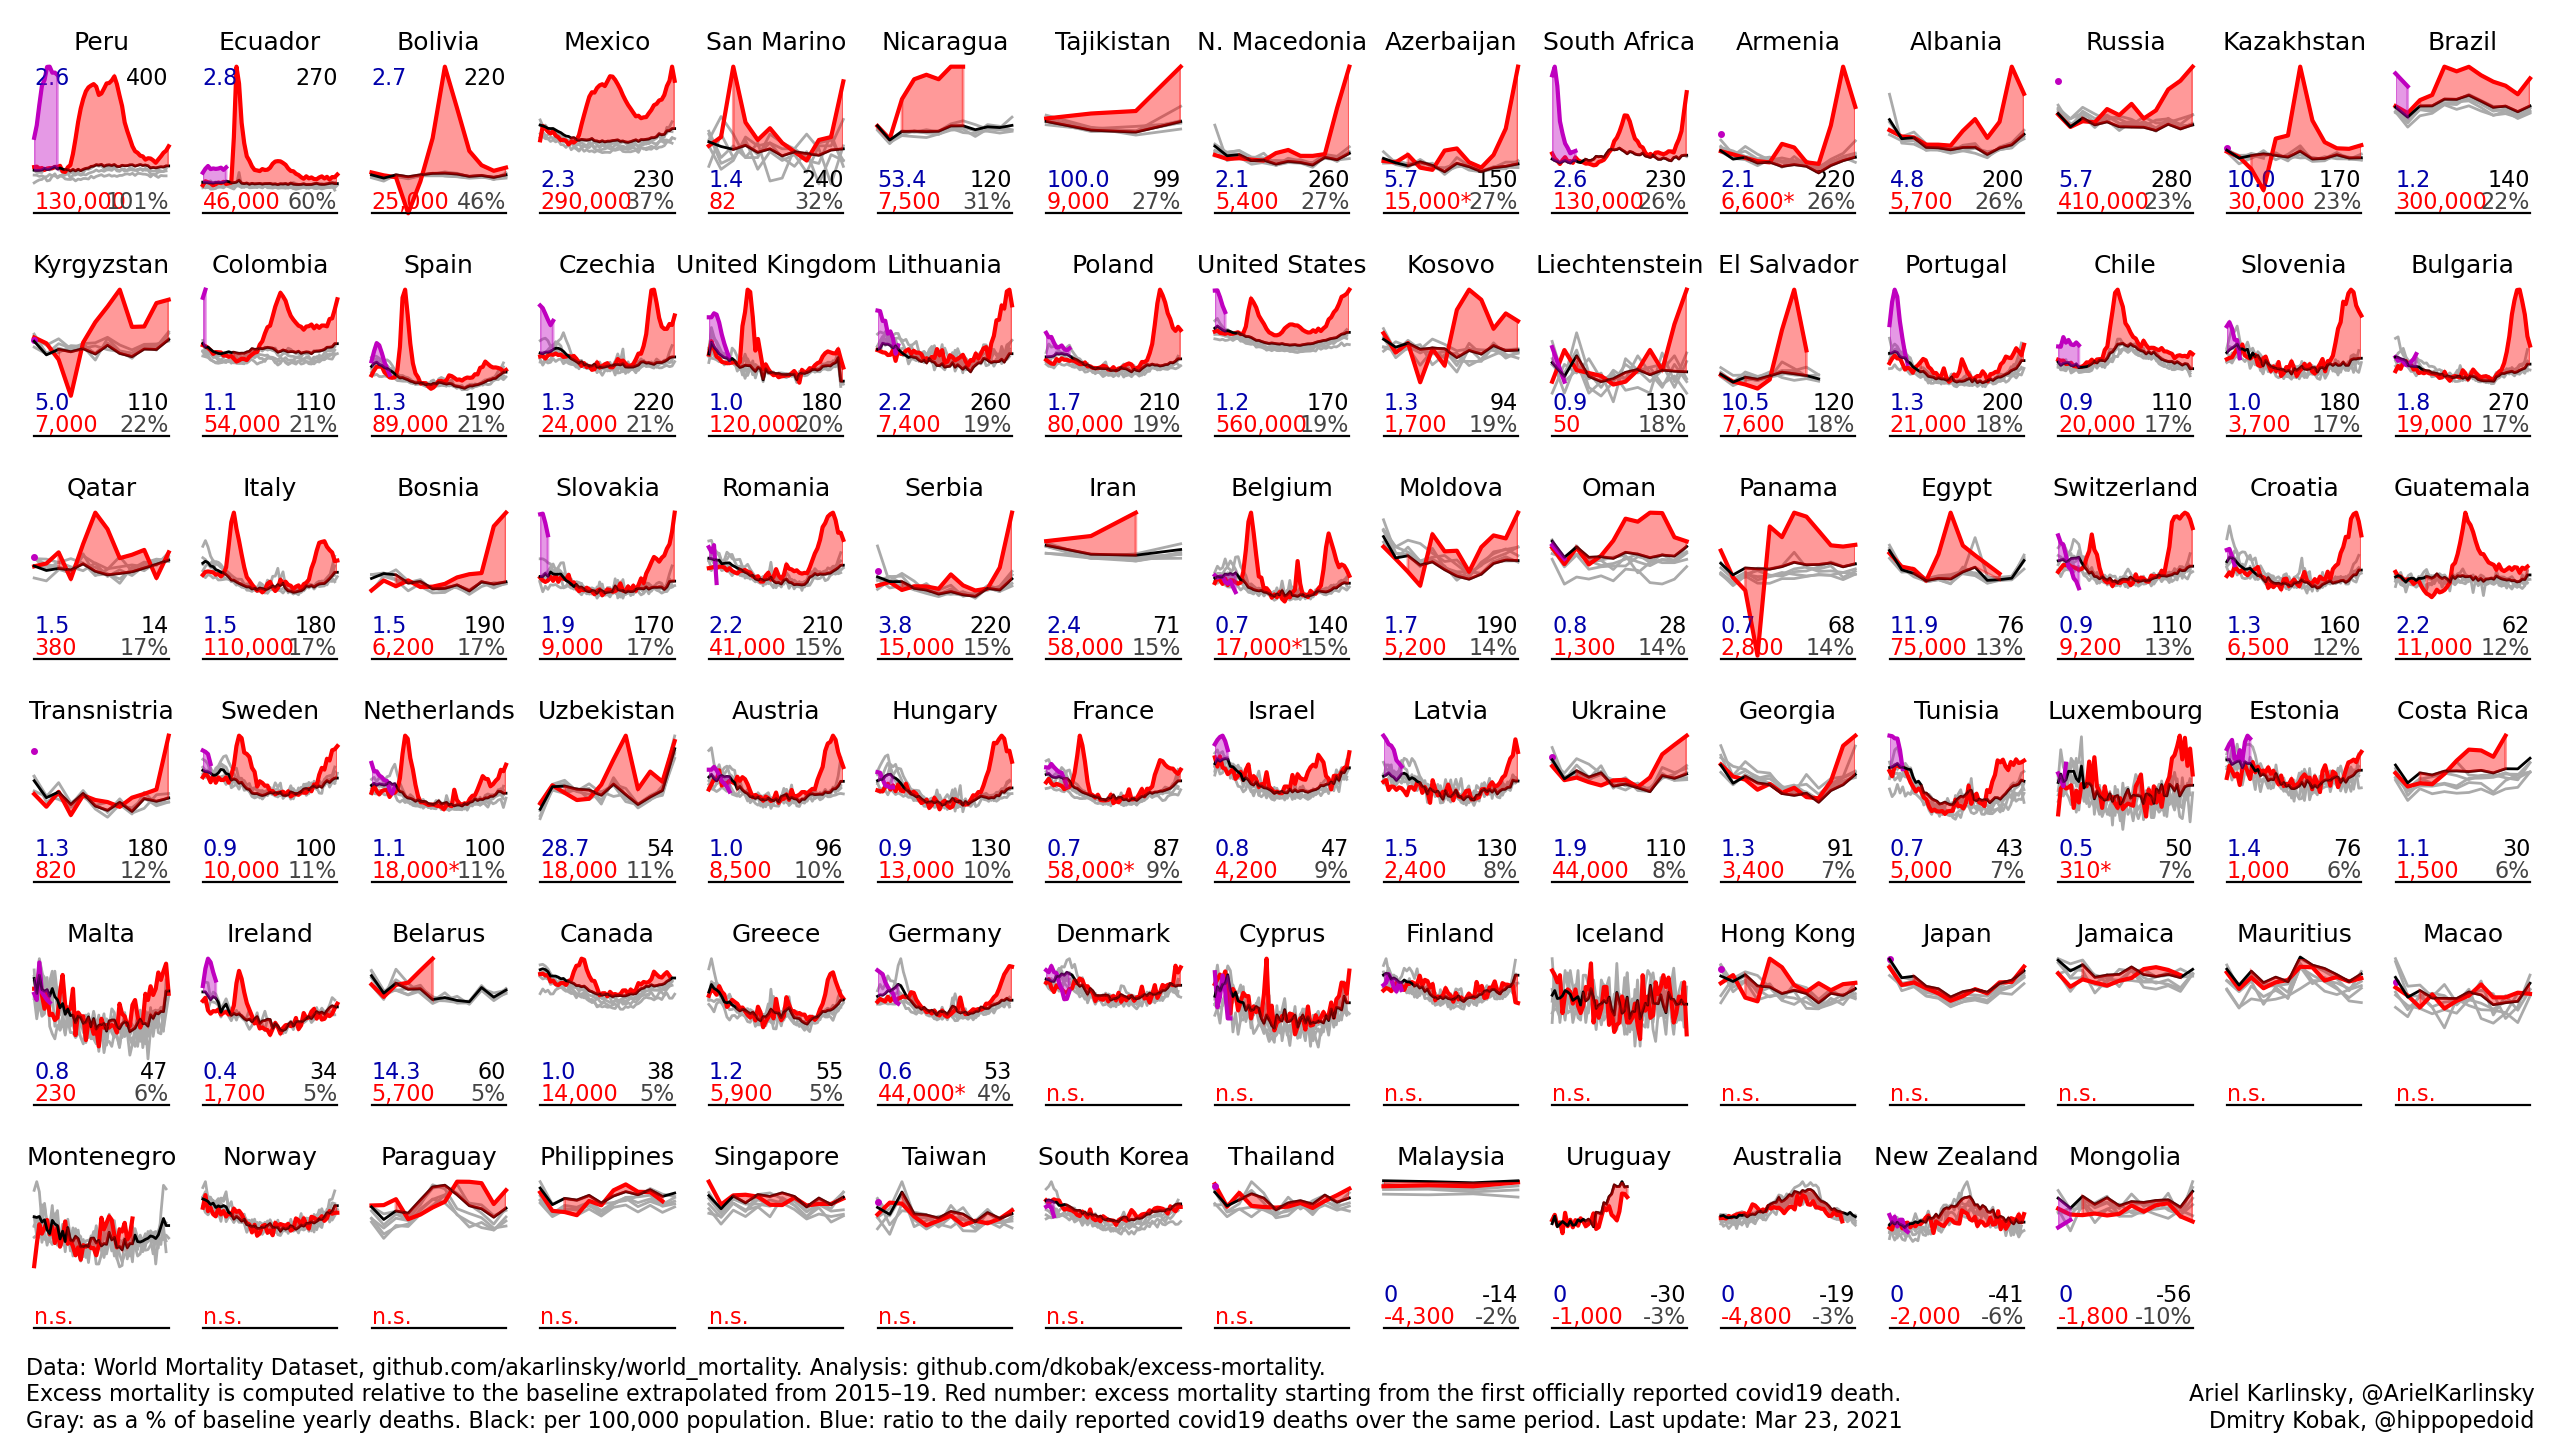 Peru Ecuador Bolivia Mexico San Marino Nicaragua Tajikistan N. Macedonia Azerbaijan South Africa Armenia Albania Russia Kazakhstan Brazil
2.6 400 2.8 270 2.7 220
2.3 230 1.4 240 53.4 120 100.0 99 2.1 260 5.7 150 2.6 230 2.1 220 4.8 200 5.7 280 10.0 170 1.2 140
130,000 101% 46,000 60% 25,000 46% 290,000 37% 82 32% 7,500 31% 9,000 27% 5,400 27% 15,000* 27% 130,000 26% 6,600* 26% 5,700 26% 410,000 23% 30,000 23% 300,000 22%
Kyrgyzstan Colombia Spain Czechia United Kingdom Lithuania Poland United States Kosovo Liechtenstein El Salvador Portugal Chile Slovenia Bulgaria
5.0 110 1.1 110 1.3 190 1.3 220 1.0 180 2.2 260 1.7 210 1.2 170 1.3 94 0.9 130 10.5 120 1.3 200 0.9 110 1.0 180 1.8 270
7,000 22% 54,000 21% 89,000 21% 24,000 21% 120,000 20% 7,400 19% 80,000 19% 560,000 19% 1,700 19% 50 18% 7,600 18% 21,000 18% 20,000 17% 3,700 17% 19,000 17%
Qatar Italy Bosnia Slovakia Romania Serbia Iran Belgium Moldova Oman Panama Egypt Switzerland Croatia Guatemala
1.5 14 1.5 180 1.5 190 1.9 170 2.2 210 3.8 220 2.4 71 0.7 140 1.7 190 0.8 28 0.7 68 11.9 76 0.9 110 1.3 160 2.2 62
380 17% 110,000 17% 6,200 17% 9,000 17% 41,000 15% 15,000 15% 58,000 15% 17,000* 15% 5,200 14% 1,300 14% 2,800 14% 75,000 13% 9,200 13% 6,500 12% 11,000 12%
Transnistria Sweden Netherlands Uzbekistan Austria Hungary France Israel Latvia Ukraine Georgia Tunisia Luxembourg Estonia Costa Rica
1.3 180 0.9 100 1.1 100 28.7 54 1.0 96 0.9 130 0.7 87 0.8 47 1.5 130 1.9 110 1.3 91 0.7 43 0.5 50 1.4 76 1.1 30
820 12% 10,000 11% 18,000* 11% 18,000 11% 8,500 10% 13,000 10% 58,000* 9% 4,200 9% 2,400 8% 44,000 8% 3,400 7% 5,000 7% 310* 7% 1,000 6% 1,500 6%
Malta Ireland Belarus Canada Greece Germany Denmark Cyprus Finland Iceland Hong Kong Japan Jamaica Mauritius Macao
0.8 47 0.4 34 14.3 60 1.0 38 1.2 55 0.6 53
230 6% 1,700 5% 5,700 5% 14,000 5% 5,900 5% 44,000* 4% n.s. n.s. n.s. n.s. n.s. n.s. n.s. n.s. n.s.
Montenegro Norway Paraguay Philippines Singapore Taiwan South Korea Thailand Malaysia Uruguay Australia New Zealand Mongolia
0 -14 0 -30 0 -19 0 -41 0 -56
n.s. n.s. n.s. n.s. n.s. n.s. n.s. n.s. -4,300 -2% -1,000 -3% -4,800 -3% -2,000 -6% -1,800 -10%
Data: World Mortality Dataset, github.com/akarlinsky/world_mortality. Analysis: github.com/dkobak/excess-mortality.
Excess mortality is computed relative to the baseline extrapolated from 2015–19. Red number: excess mortality starting from the first officially reported covid19 death.
Gray: as a % of baseline yearly deaths. Black: per 100,000 population. Blue: ratio to the daily reported covid19 deaths over the same period. Last update: Mar 23, 2021
Ariel Karlinsky, @ArielKarlinsky
Dmitry Kobak, @hippopedoid